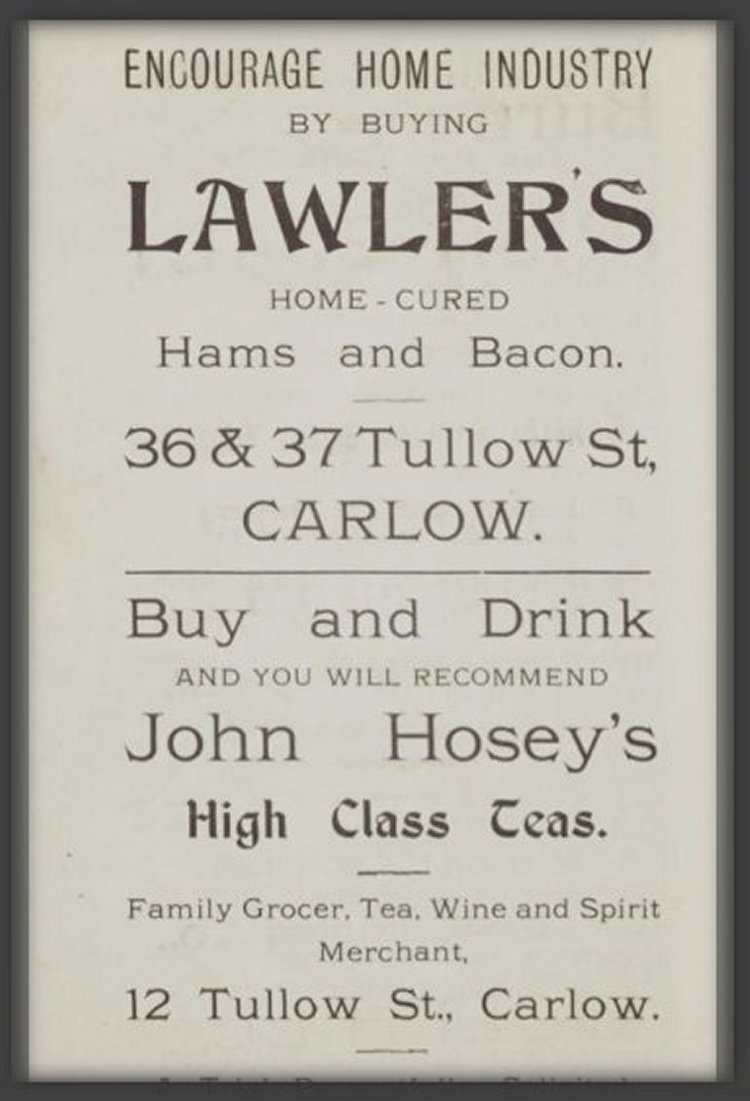 ENCOURAGE HOME INDUSTRY
BY BUYING
LAWLER'S
HOME-CURED
Hams and Bacon.
36 & 37 Tullow St,
CARLOW.
Buy and Drink
AND YOU WILL RECOMMEND
John Hosey's
High Class Teas.
Family Grocer, Tea, Wine and Spirit
Merchant,
12 Tullow St., Carlow.